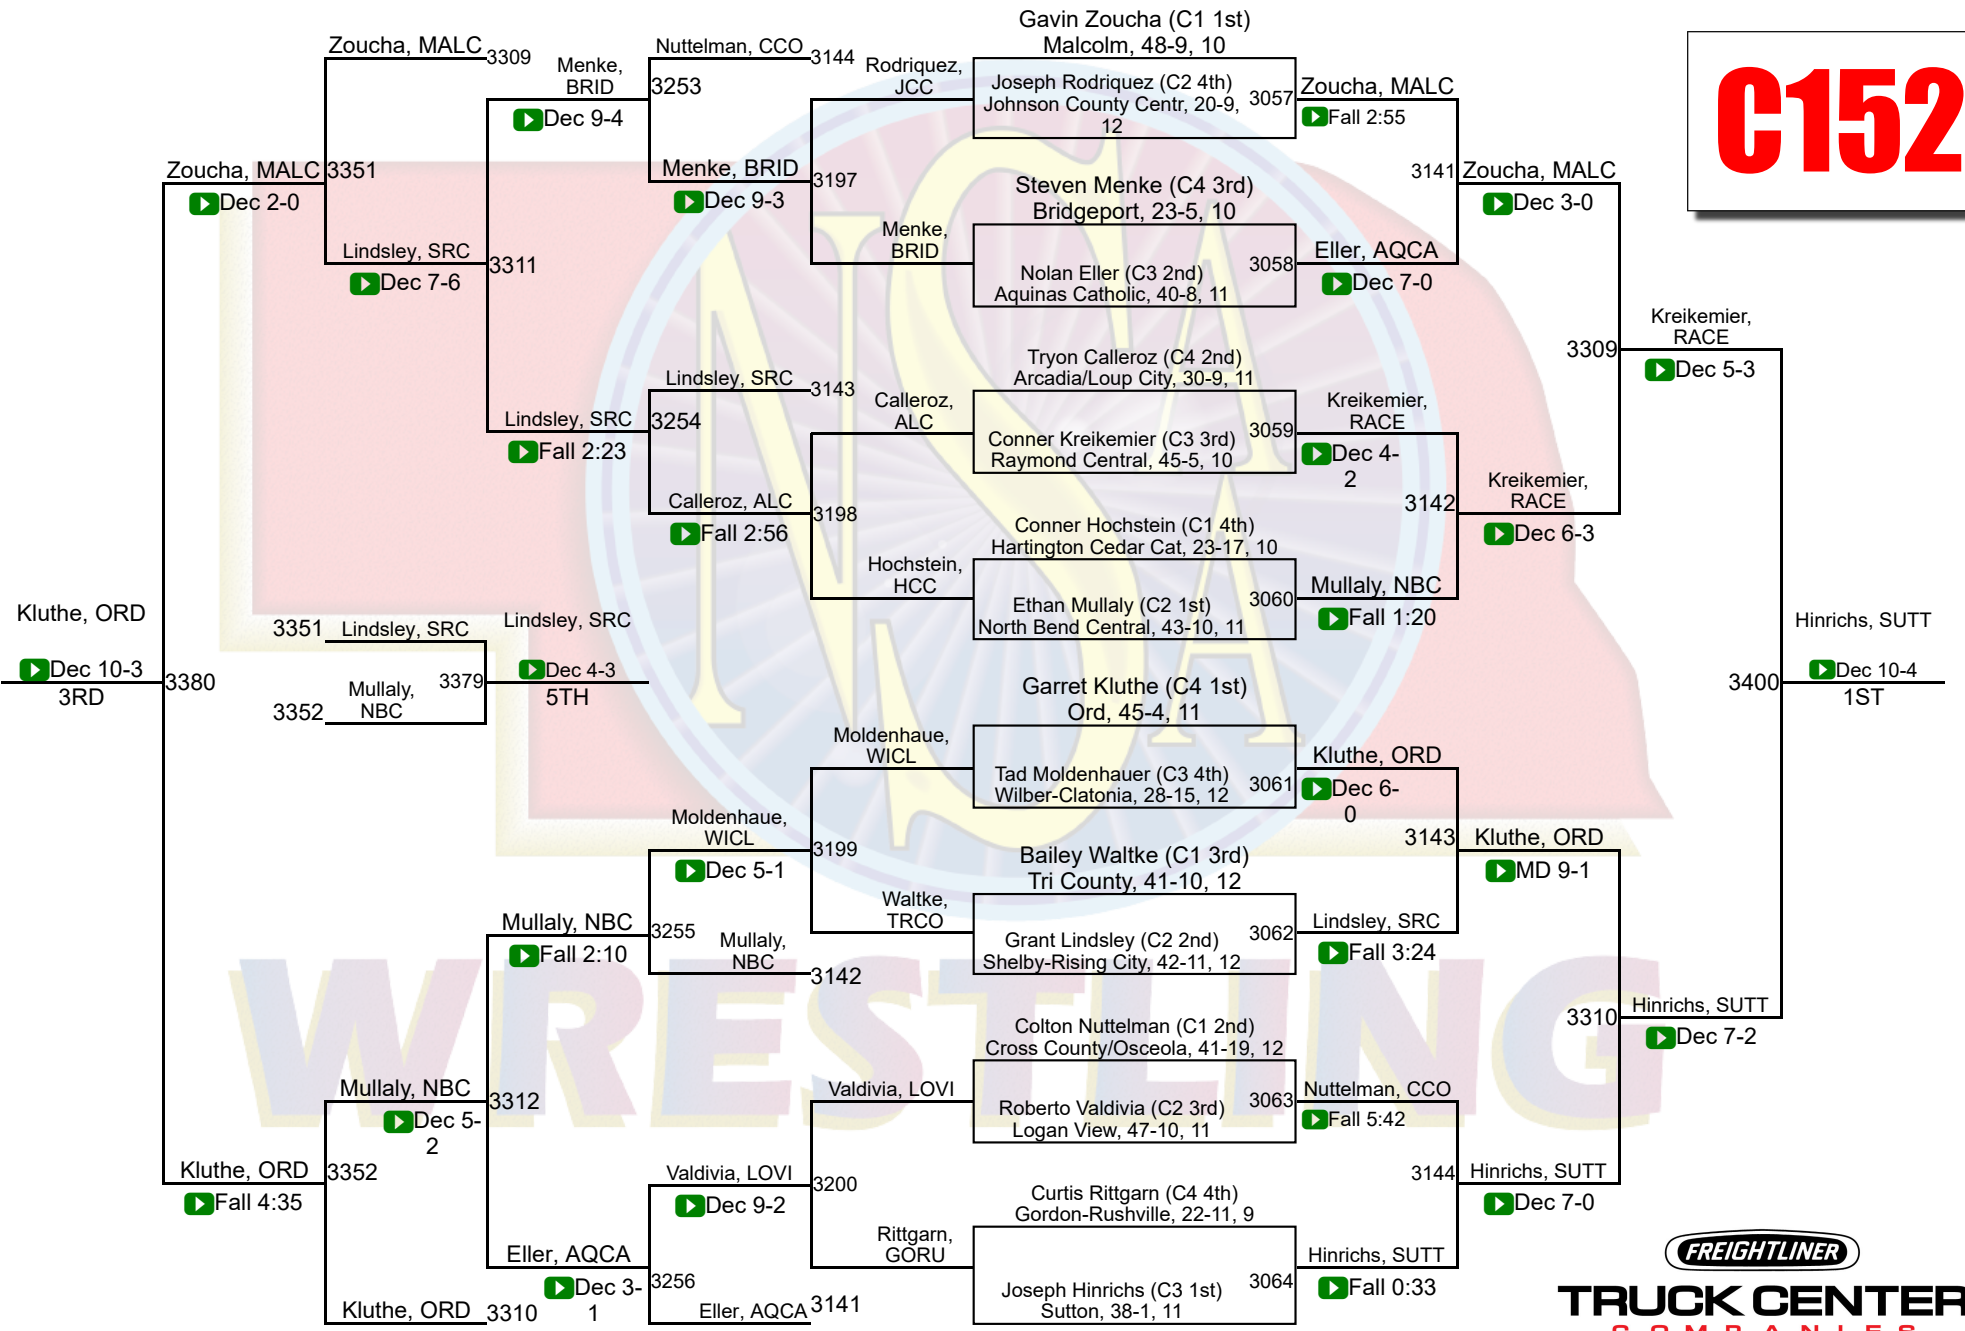 Gavin Zoucha (C1 1st)
Malcolm, 48-9, 10
Joseph Rodriquez (C2 4th)
Johnson County Centr, 20-9,
12
3057
Steven Menke (C4 3rd)
Bridgeport, 23-5, 10
Nolan Eller (C3 2nd)
Aquinas Catholic, 40-8, 11
3058
Tryon Calleroz (C4 2nd)
Arcadia/Loup City, 30-9, 11
Conner Kreikemier (C3 3rd)
Raymond Central, 45-5, 10
3059
Conner Hochstein (C1 4th)
Hartington Cedar Cat, 23-17, 10
Ethan Mullaly (C2 1st)
North Bend Central, 43-10, 11
3060
Garret Kluthe (C4 1st)
Ord, 45-4, 11
Tad Moldenhauer (C3 4th)
Wilber-Clatonia, 28-15, 12
3061
Bailey Waltke (C1 3rd)
Tri County, 41-10, 12
Grant Lindsley (C2 2nd)
Shelby-Rising City, 42-11, 12
3062
Colton Nuttelman (C1 2nd)
Cross County/Osceola, 41-19, 12
Roberto Valdivia (C2 3rd)
Logan View, 47-10, 11
3063
Curtis Rittgarn (C4 4th)
Gordon-Rushville, 22-11, 9
Joseph Hinrichs (C3 1st)
Sutton, 38-1, 11
3064
Zoucha, MALC
Fall 2:55
3141
Eller, AQCA
Dec 7-0
Kreikemier,
RACE
Dec 4-
2
3142
Mullaly, NBC
Fall 1:20
Kluthe, ORD
Dec 6-
0
3143
Lindsley, SRC
Fall 3:24
Nuttelman, CCO
Fall 5:42
3144
Hinrichs, SUTT
Fall 0:33
Zoucha, MALC
Dec 3-0
3309
Kreikemier,
RACE
Dec 6-3
Kluthe, ORD
MD 9-1
3310
Hinrichs, SUTT
Dec 7-0
Kreikemier,
RACE
Dec 5-3
3400
Hinrichs, SUTT
Dec 7-2
Hinrichs, SUTT
Dec 10-4
1ST
Rodriquez,
JCC
3197
Menke,
BRID
Calleroz,
ALC
3198
Hochstein,
HCC
Moldenhaue,
WICL
3199
Waltke,
TRCO
Valdivia, LOVI
3200
Rittgarn,
GORU
Nuttelman, CCO
3144
3253
Menke, BRID
Dec 9-3
Lindsley, SRC
3143
3254
Calleroz, ALC
Fall 2:56
Moldenhaue,
WICL
Dec 5-1
3255
Mullaly,
NBC
3142
Valdivia, LOVI
Dec 9-2
3256
Eller, AQCA
3141
Menke,
BRID
Dec 9-4
3311
Lindsley, SRC
Fall 2:23
Mullaly, NBC
Fall 2:10
3312
Eller, AQCA
Dec 3-
1
Zoucha, MALC
3309
3351
Lindsley, SRC
Dec 7-6
Mullaly, NBC
Dec 5-
2
3352
Kluthe, ORD
3310
Zoucha, MALC
Dec 2-0
3380
Kluthe, ORD
Fall 4:35
Kluthe, ORD
Dec 10-3
3RD
3351
Lindsley, SRC
3379
3352
Mullaly,
NBC
Lindsley, SRC
Dec 4-3
5TH
C152
NSAA
WRESTLING
FREIGHTLINER
TRUCK CENTER
COMPANIES